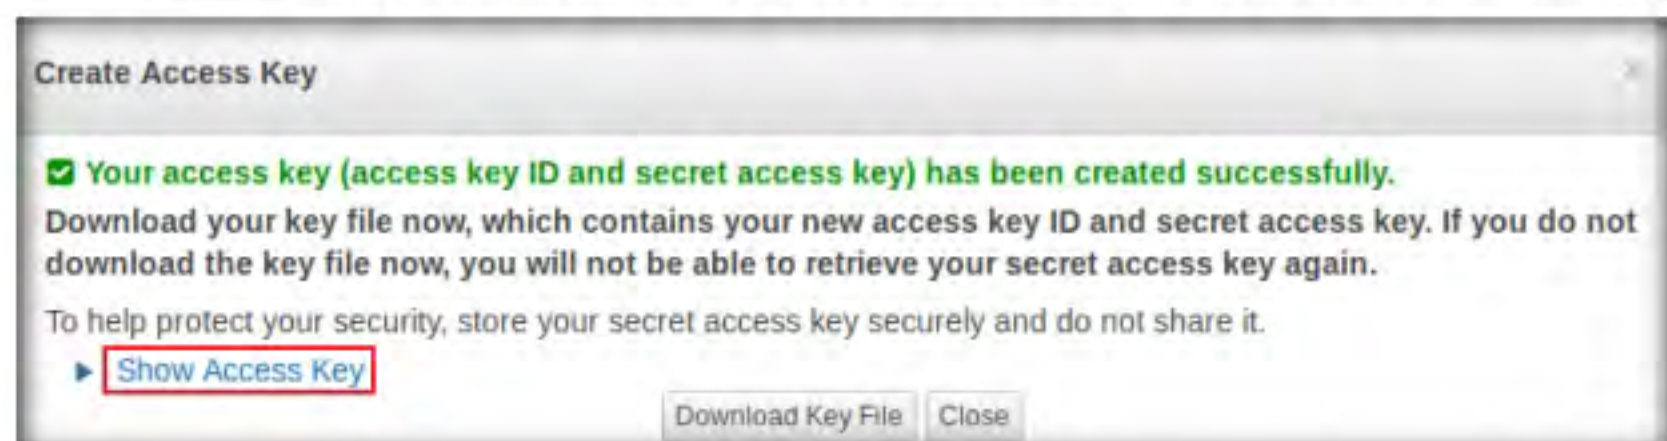 Create Access Key
Your access key (access key ID and secret access key) has been created successfully.
Download your key file now, which contains your new access key ID and secret access key. If you do not
download the key file now, you will not be able to retrieve your secret access key again.
To help protect your security, store your secret access key securely and do not share it.
Show Access Key
Download Key File Close